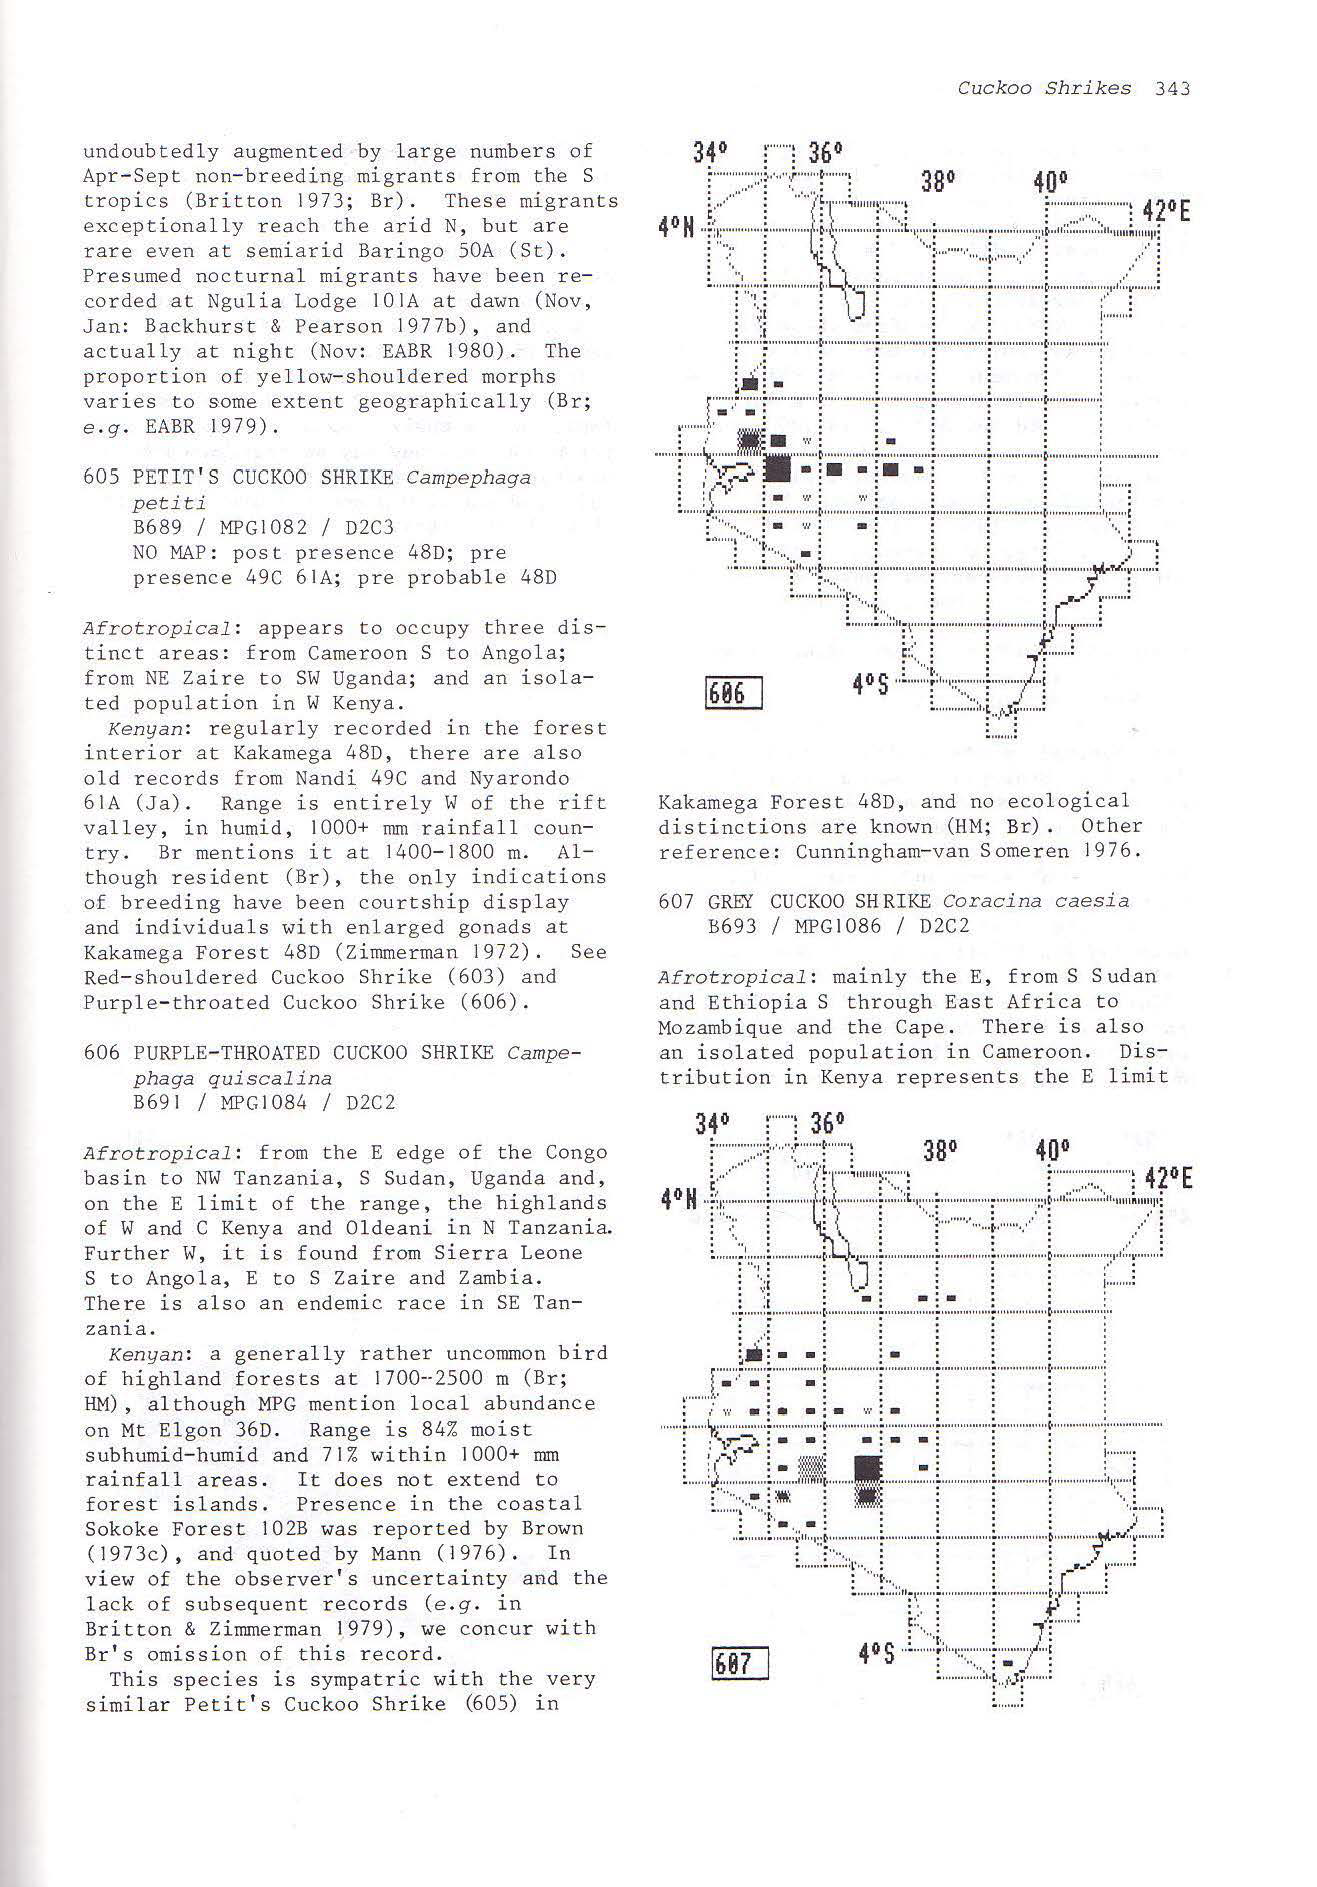 Cuckoo Shrikes 343
undoubtedly augmented by large numbers of
Apr-Sept non-breeding migrants from the S
tropics (Britton 1973; Br). These migrants
exceptionally reach the arid N, but are
rare even at semiarid Baringo 50A (St).
Presumed nocturnal migrants have been re-
corded at Ngulia Lodge 101A at dawn (Nov,
Jan: Backhurst & Pearson 1977b), and
actually at night (Nov: EABR 1980). The
proportion of yellow-shouldered morphs
varies to some extent geographically (Br;
e.g. EABR 1979).
605 PETIT'S CUCKOO SHRIKE Campephaga
petiti
B689 / MPG1082 / D2C3
NO MAP: post presence 48D; pre
presence 49C 61A; pre probable 48D
Afrotropical: appears to occupy three dis-
tinct areas: from Cameroon S to Angola;
from NE Zaire to SW Uganda; and an isola-
ted population in W Kenya.
Kenyan: regularly recorded in the forest
interior at Kakamega 48D, there are also
old records from Nandi 49C and Nyarondo
61A (Ja). Range is entirely W of the rift
valley, in humid, 1000+ mm rainfall coun-
try. Br mentions it at 1400-1800 m. Al-
though resident (Br), the only indications
of breeding have been courtship display
and individuals with enlarged gonads at
Kakamega Forest 48D (Zimmerman 1972). See
Red-shouldered Cuckoo Shrike (603) and
Purple-throated Cuckoo Shrike (606).
606 PURPLE-THROATED CUCKOO SHRIKE Campe-
phaga quiscalina
B691 / MPG1084 / D2C2
Afrotropical: from the E edge of the Congo
basin to NW Tanzania, S Sudan, Uganda and,
on the E limit of the range, the highlands
of W and C Kenya and Oldeani in N Tanzania.
Further W, it is found from Sierra Leone
S to Angola, E to S Zaire and Zambia.
There is also an endemic race in SE Tan-
zania.
Kenyan: a generally rather uncommon bird
of highland forests at 1700--2500 m (Br;
HM), although MPG mention local abundance
on Mt Elgon 36D. Range is 84% moist
subhumid-humid and 71% within 1000+ mm
rainfall areas. It does not extend to
forest islands. Presence in the coastal
Sokoke Forest 102B was reported by Brown
(1973c), and quoted by Mann (1976). In
view of the observer's uncertainty and the
lack of subsequent records (e.g. in
Britton & Zimmerman 1979), we concur with
Br's omission of this record.
This species is sympatric with the very
similar Petit's Cuckoo Shrike (605) in
34° 36°
38° 40°
42°E
4°N
w
w w
w
4°S
606
Kakamega Forest 48D, and no ecological
distinctions are known (HM; Br). Other
reference: Cunningham-van Someren 1976.
607 GREY CUCKOO SHRIKE Coracina caesia
B693 / MPG1086 / D2C2
Afrotropical: mainly the E, from S Sudan
and Ethiopia S through East Africa to
Mozambique and the Cape. There is also
an isolated population in Cameroon. Dis-
tribution in Kenya represents the E limit
34° 36°
38° 40°
42°E
4°N
w w
4°S
607